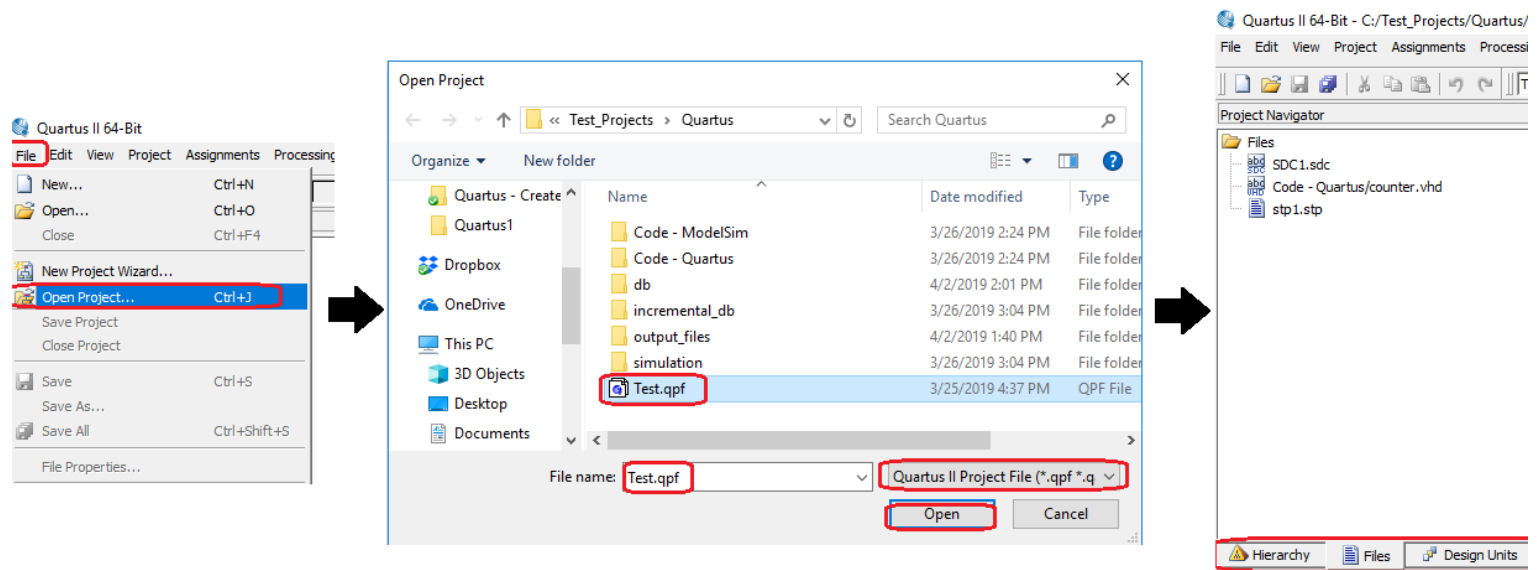 Quartus II 64-Bit
File Edit View Project Assignments Processing
New... Ctrl+N
Open... Ctrl+O
Close Ctrl+F4
New Project Wizard...
Open Project... Ctrl+J
Save Project
Close Project
Save Ctrl+S
Save As...
Save All Ctrl+Shift+S
File Properties...
Open Project
« Test_Projects › Quartus
Search Quartus
Organize New folder
Quartus - Create
Quartus1
Dropbox
OneDrive
This PC
3D Objects
Desktop
Documents
Name Date modified Type
Code - ModelSim 3/26/2019 2:24 PM File folder
Code - Quartus 3/26/2019 2:24 PM File folder
db 4/2/2019 2:01 PM File folder
incremental_db 3/26/2019 3:04 PM File folder
output_files 4/2/2019 1:40 PM File folder
simulation 3/26/2019 3:04 PM File folder
Test.qpf 3/25/2019 4:37 PM QPF File
File name: Test.qpf Quartus II Project File (*.qpf *.q
Open Cancel
Quartus II 64-Bit - C:/Test_Projects/Quartus/
File Edit View Project Assignments Processi
T
Project Navigator
Files
abd SDC SDC1.sdc
abd VHD Code - Quartus/counter.vhd
stp1.stp
Hierarchy Files Design Units